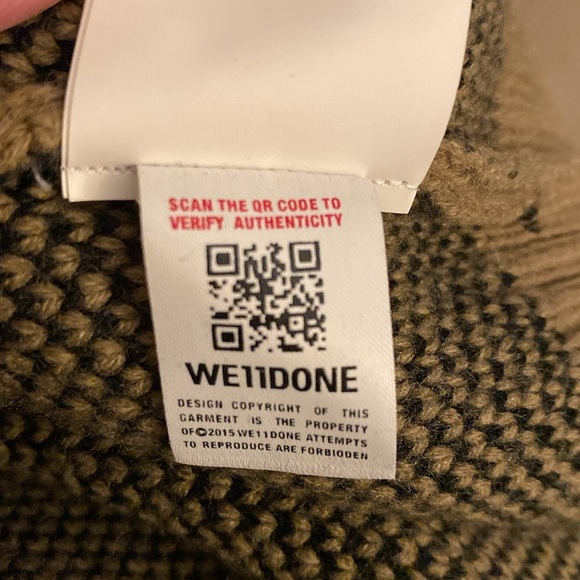 SCAN THE QR CODE TO
VERIFY AUTHENTICITY
WE11DONE
DESIGN COPYRIGHT OF THIS
GARMENT IS THE PROPERTY
OF©2015 WE11DONE ATTEMPTS
TO REPRODUCE ARE FORBIODEN